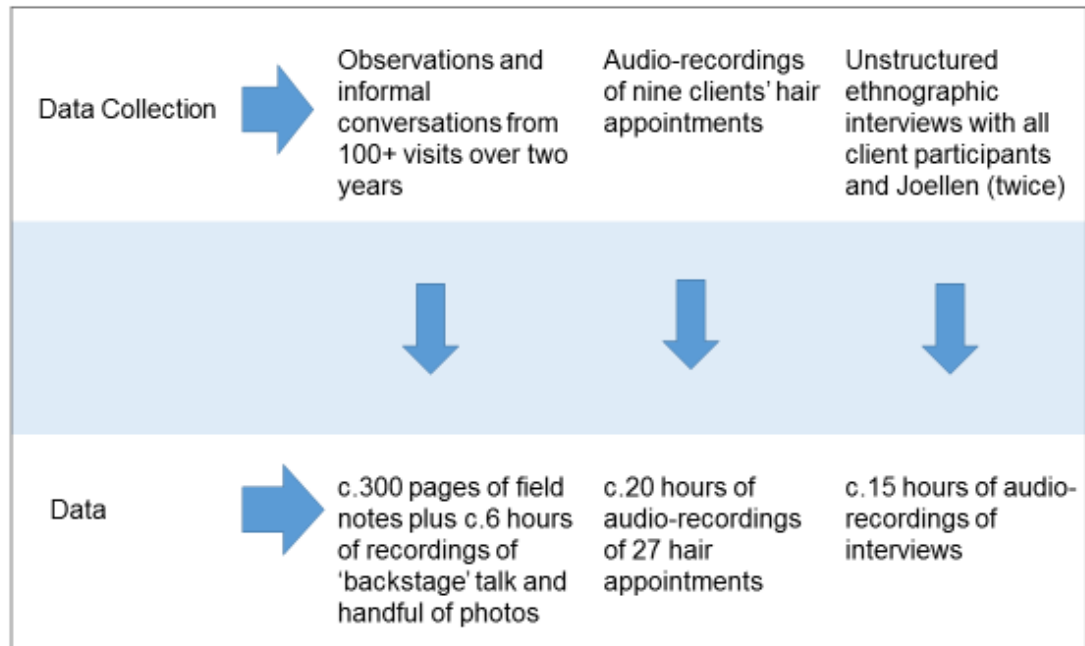 Data Collection
Observations and
informal
conversations from
100+ visits over two
years
Audio-recordings
of nine clients' hair
appointments
Unstructured
ethnographic
interviews with all
client participants
and Joellen (twice)
Data
c.300 pages of field
notes plus c.6 hours
of recordings of
‘backstage’ talk and
handful of photos
c.20 hours of
audio-recordings
of 27 hair
appointments
c.15 hours of audio-
recordings of
interviews